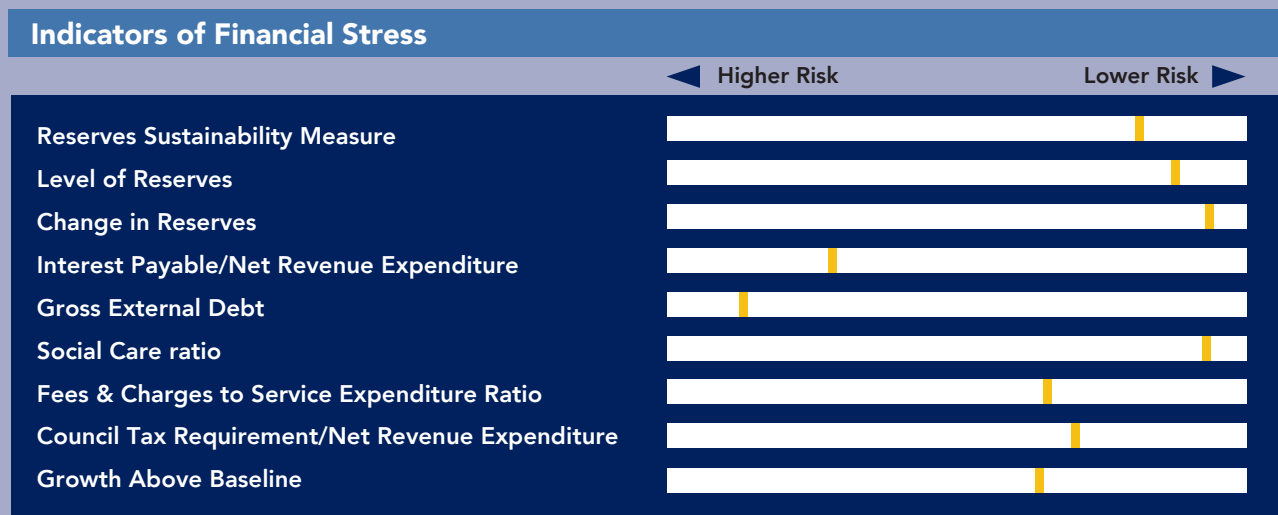 Indicators of Financial Stress
Higher Risk
Lower Risk
Reserves Sustainability Measure
Level of Reserves
Change in Reserves
Interest Payable/Net Revenue Expenditure
Gross External Debt
Social Care ratio
Fees & Charges to Service Expenditure Ratio
Council Tax Requirement/Net Revenue Expenditure
Growth Above Baseline